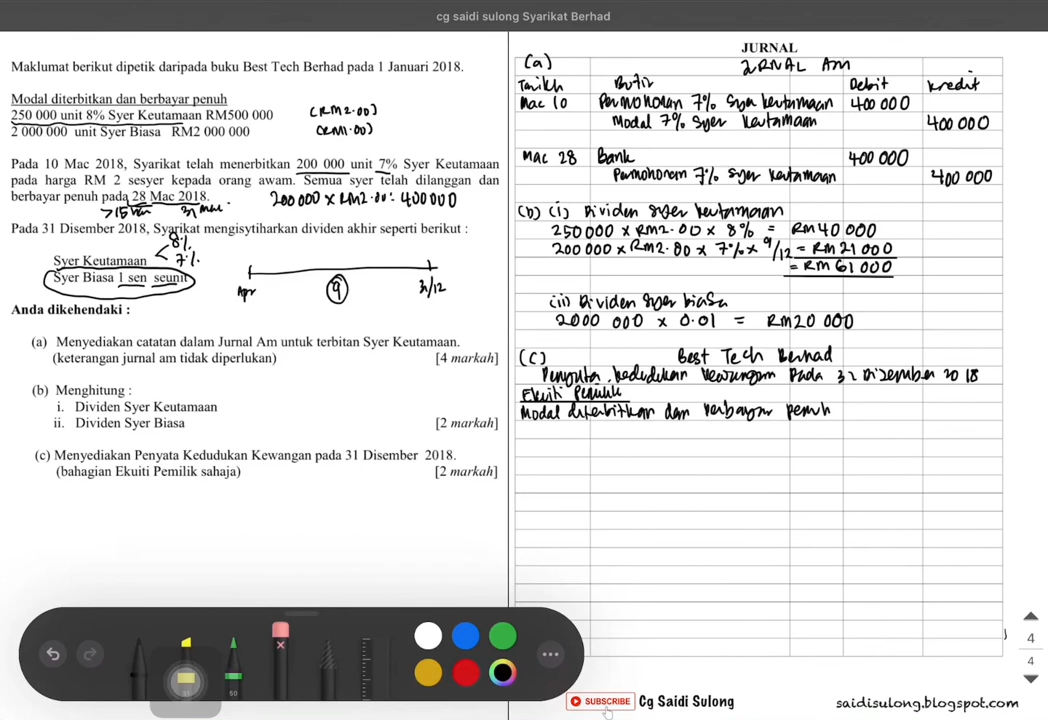 cg saidi sulong Syarikat Berhad
Maklumat berikut dipetik daripada buku Best Tech Berhad pada 1 Januari 2018.
Modal diterbitkan dan berbayar penuh
250 000 unit 8% Syer Keutamaan RM500 000 (RM2.00)
2 000 000 unit Syer Biasa RM2 000 000 (RM1.00)
Pada 10 Mac 2018, Syarikat telah menerbitkan 200 000 unit 7% Syer Keutamaan
pada harga RM 2 sesyer kepada orang awam. Semua syer telah dilanggan dan
berbayar penuh pada 28 Mac 2018. 200 000 x RM2.00 = 400 000
31 Mac
Pada 31 Disember 2018, Syarikat mengisytiharkan dividen akhir seperti berikut :
8%
Syer Keutamaan < 7%
Syer Biasa 1 sen seunit
Apr 9 31/12
Anda dikehendaki :
(a) Menyediakan catatan dalam Jurnal Am untuk terbitan Syer Keutamaan.
(keterangan jurnal am tidak diperlukan) [4 markah]
(b) Menghitung :
i. Dividen Syer Keutamaan
ii. Dividen Syer Biasa [2 markah]
(c) Menyediakan Penyata Kedudukan Kewangan pada 31 Disember 2018.
(bahagian Ekuiti Pemilik sahaja) [2 markah]
JURNAL
(a) JURNAL AM
Tarikh Butir Debit Kredit
Mac 10 Permohonan 7% Syer keutamaan 400 000
Modal 7% Syer Keutamaan 400 000
Mac 28 Bank 400 000
Permohonan 7% Syer keutamaan 400 000
(b) (i) Dividen Syer keutamaan
250 000 x RM2.00 x 8% = RM 40 000
200 000 x RM2.00 x 7% x 9/12 = RM 21 000
= RM 61 000
(ii) Dividen Syer biasa
2000 000 x 0.01 = RM20 000
(C) Best Tech Berhad
Penyata kedudukan kewangan pada 31 Disember 2018
Ekuiti Pemilik
Modal diterbitkan dan berbayar penuh
50
4
4
SUBSCRIBE Cg Saidi Sulong saidisulong.blogspot.com